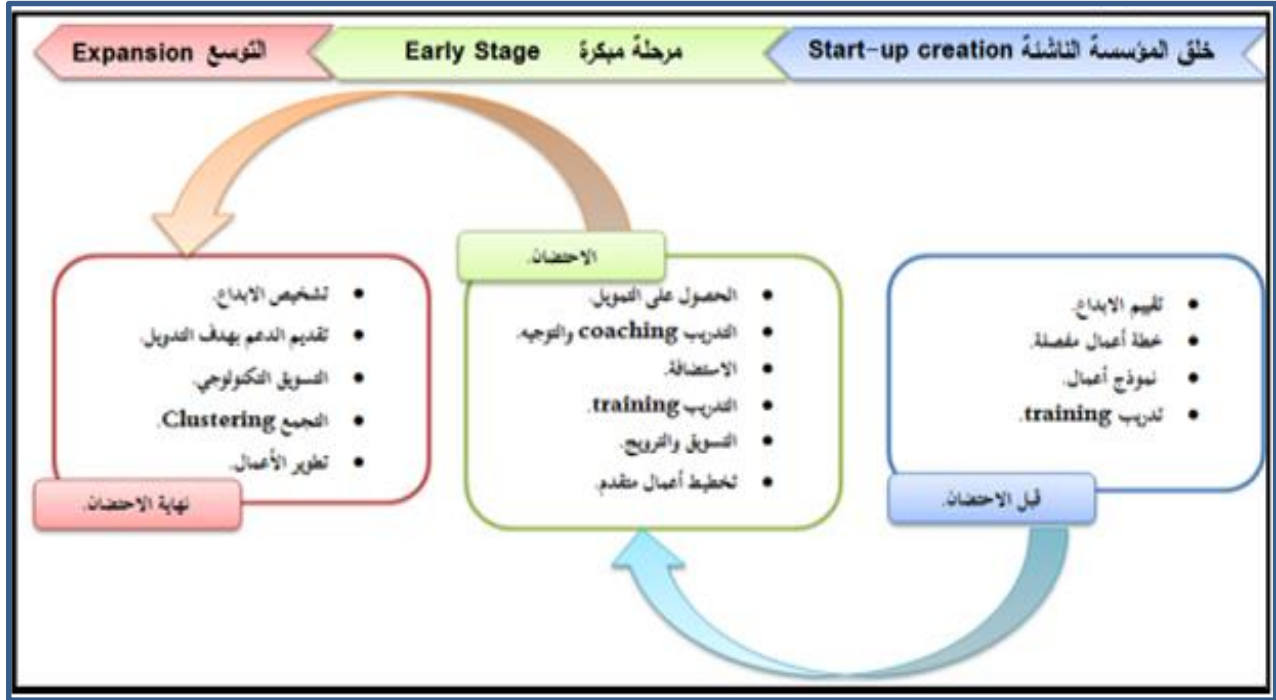 خلق المؤسسة الناشئة Start-up creation
مرحلة مبكرة Early Stage
التوسع Expansion
تقييم الابداع.
خطة أعمال مفصلة.
نموذج أعمال.
تدريب training.
قبل الاحتضان.
الاحتضان.
الحصول على التمويل.
التدريب coaching والتوجيه.
الاستضافة.
التدريب training.
التسويق والترويج.
تخطيط أعمال متقدم.
تشخيص الابداع.
تقديم الدعم بهدف التدويل.
التسويق التكنولوجي.
التجمع Clustering.
تطوير الأعمال.
نهاية الاحتضان.